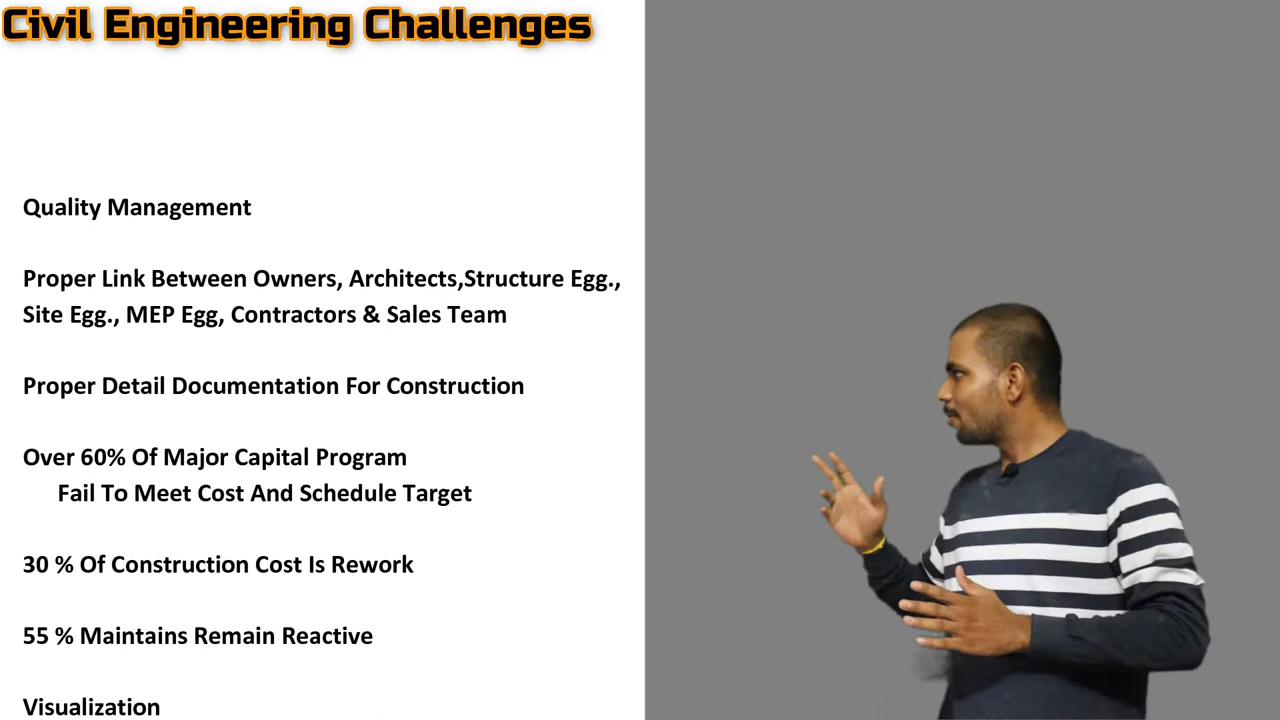 Civil Engineering Challenges
Quality Management
Proper Link Between Owners, Architects,Structure Egg.,
Site Egg., MEP Egg, Contractors & Sales Team
Proper Detail Documentation For Construction
Over 60% Of Major Capital Program
Fail To Meet Cost And Schedule Target
30 % Of Construction Cost Is Rework
55 % Maintains Remain Reactive
Visualization